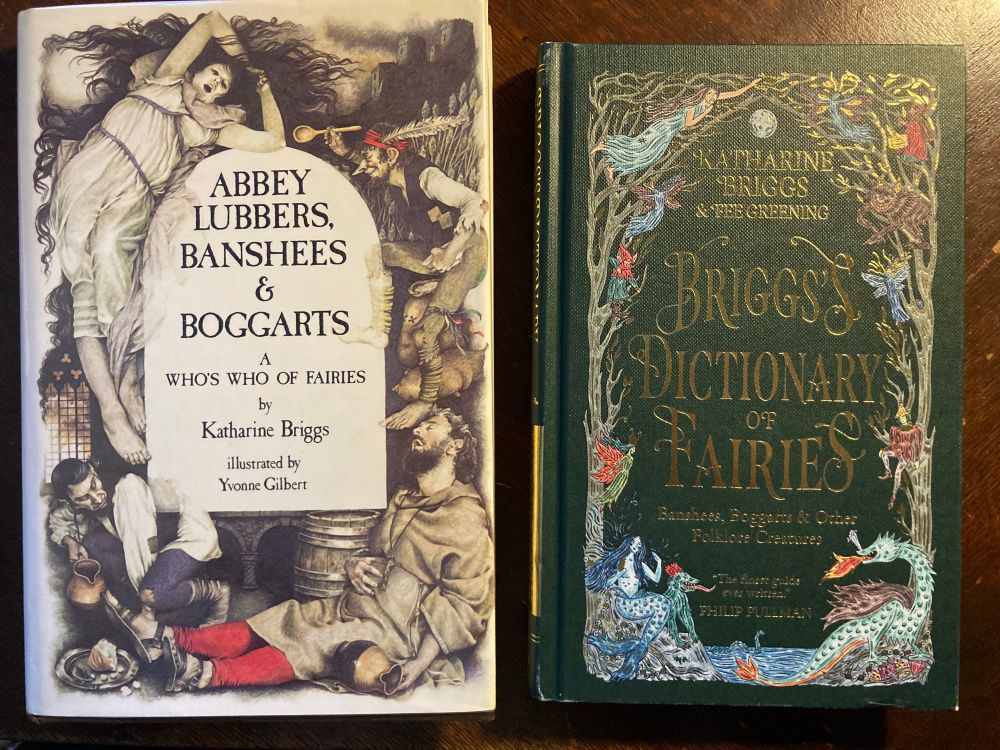 ABBEY
LUBBERS,
BANSHEES
&
BOGGARTS
A
WHO'S WHO OF FAIRIES
by
Katharine Briggs
illustrated by
Yvonne Gilbert
KATHARINE
BRIGGS
& FEE GREENING
BRIGGS'S
DICTIONARY
OF
FAIRIES
Banshees, Boggarts & Other
Folklore Creatures
"The finest guide
ever written."
PHILIP PULLMAN